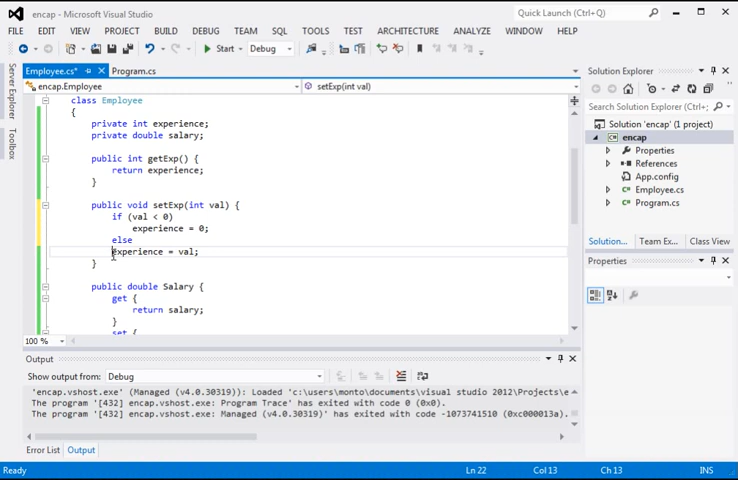 encap - Microsoft Visual Studio
Quick Launch (Ctrl+Q)
FILE EDIT VIEW PROJECT BUILD DEBUG TEAM SQL TOOLS TEST ARCHITECTURE ANALYZE WINDOW HELP
Start Debug
Server Explorer
Toolbox
Employee.cs* Program.cs
encap.Employee setExp(int val)
class Employee
{
private int experience;
private double salary;
public int getExp() {
return experience;
}
public void setExp(int val) {
if (val < 0)
experience = 0;
else
experience = val;
}
public double Salary {
get {
return salary;
}
set {
100 %
Solution Explorer
Search Solution Explorer (Ctrl+;)
Solution 'encap' (1 project)
encap
Properties
References
App.config
Employee.cs
Program.cs
Solution... Team Ex... Class View
Properties
Output
Show output from: Debug
'encap.vshost.exe' (Managed (v4.0.30319)): Loaded 'c:\users\monto\documents\visual studio 2012\Projects\e
The program '[432] encap.vshost.exe: Program Trace' has exited with code 0 (0x0).
The program '[432] encap.vshost.exe: Managed (v4.0.30319)' has exited with code -1073741510 (0xc000013a).
Error List Output
Ready Ln 22 Col 13 Ch 13 INS